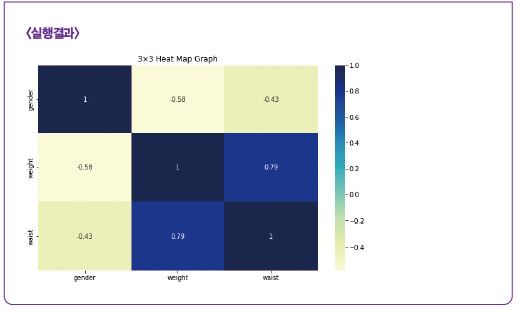 <실행결과>
3×3 Heat Map Graph
gender
weight
waist
1
-0.58
-0.43
-0.58
1
0.79
-0.43
0.79
1
gender
weight
waist
1.0
0.8
0.6
0.4
0.2
0.0
−0.2
−0.4